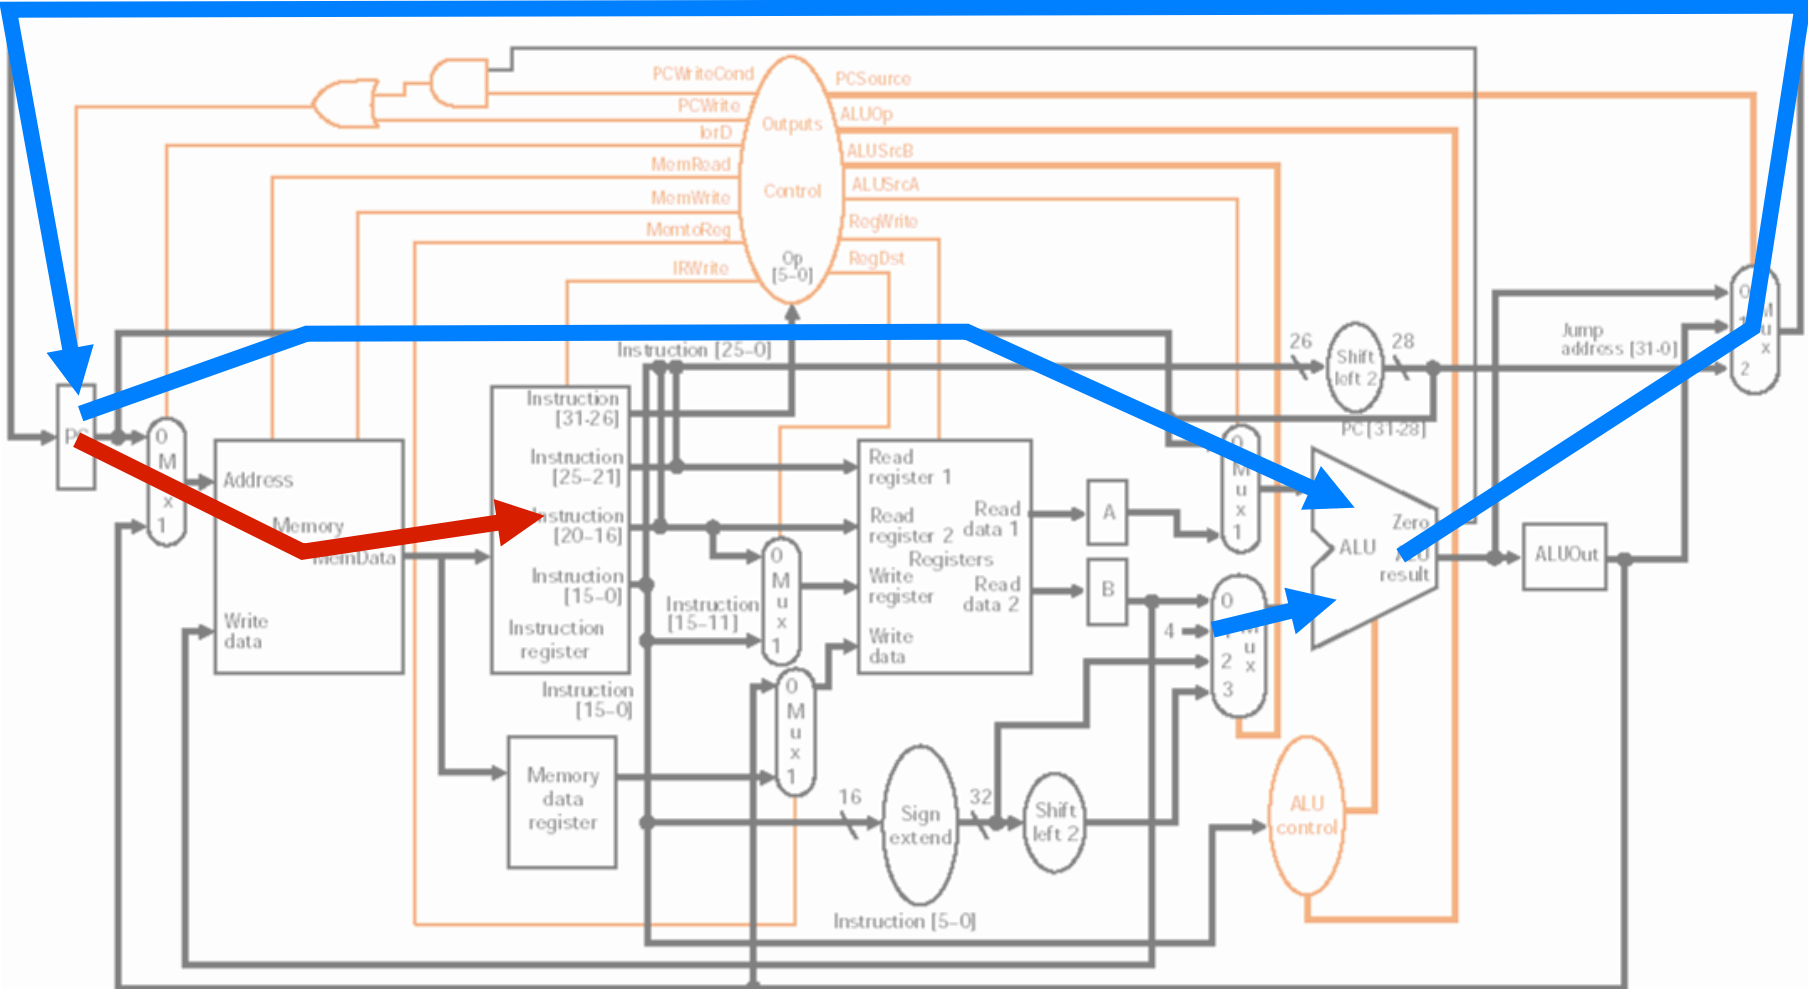 PCWriteCond
PCSource
PCWrite
ALUOp
IorD
Outputs
ALUSrcB
MemRead
Control
ALUSrcA
MemWrite
RegWrite
MemtoReg
RegDst
IRWrite
Op
[5-0]
0
2
26
28
Shift
left 2
Jump
address [31-0]
Instruction [25-0]
PC [31-28]
0
M
x
1
Address
Memory
MemData
Write
data
Instruction
[31-26]
Instruction
[25-21]
Instruction
[20-16]
Instruction
[15-0]
Instruction
register
Instruction
[15-0]
Instruction
[15-11]
0
M
u
x
1
0
M
u
x
1
Memory
data
register
Read
register 1
Read
register 2
Registers
Write
register
Write
data
Read
data 1
Read
data 2
A
B
4
0
M
u
x
1
0
M
u
x
2
3
Zero
ALU
ALU
result
ALUOut
M
u
x
16
Sign
extend
32
Shift
left 2
ALU
control
Instruction [5-0]